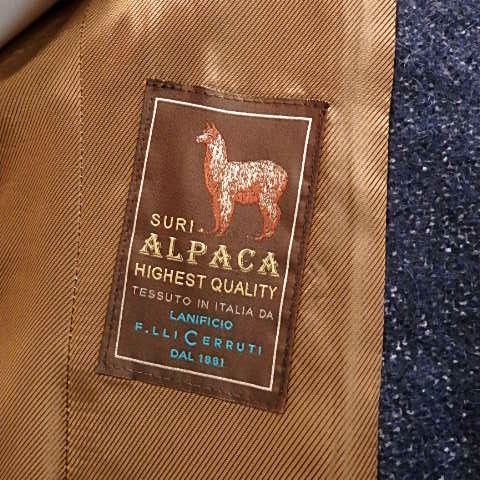 SURI
ALPACA
HIGHEST QUALITY
TESSUTO IN ITALIA DA
LANIFICIO
F.LLI CERRUTI
DAL 1881